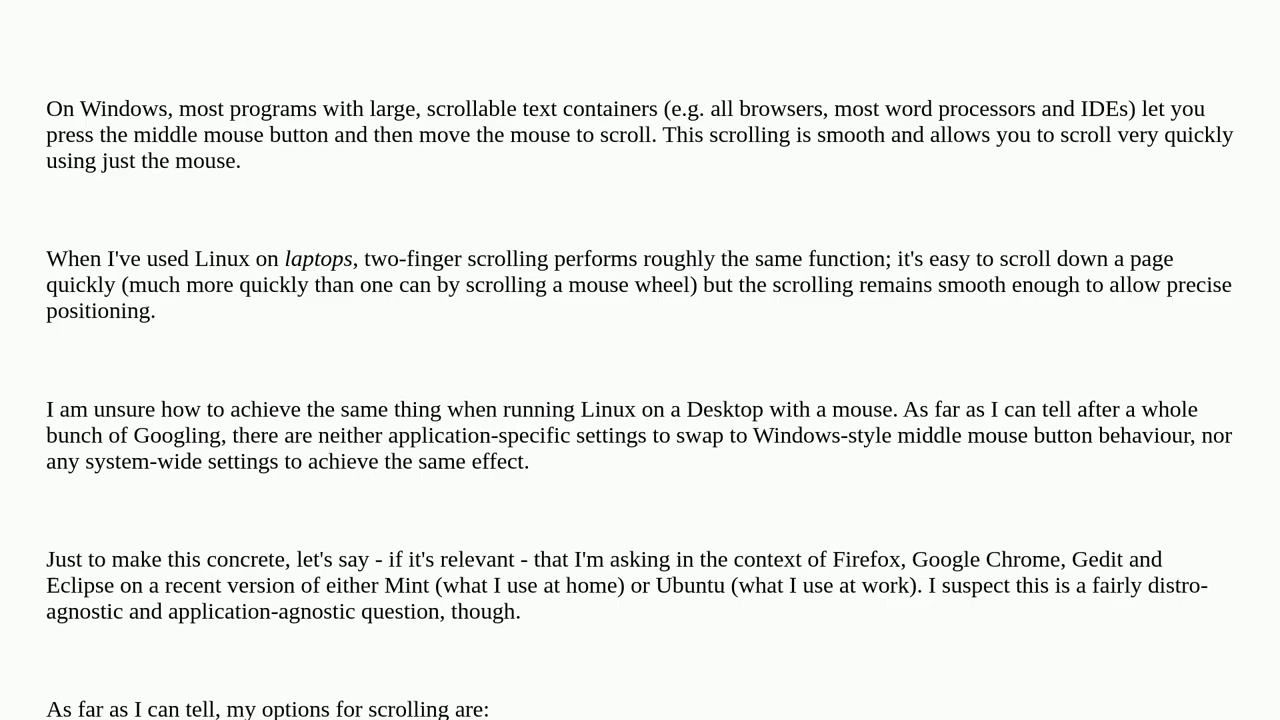 On Windows, most programs with large, scrollable text containers (e.g. all browsers, most word processors and IDEs) let you
press the middle mouse button and then move the mouse to scroll. This scrolling is smooth and allows you to scroll very quickly
using just the mouse.
When I've used Linux on laptops, two-finger scrolling performs roughly the same function; it's easy to scroll down a page
quickly (much more quickly than one can by scrolling a mouse wheel) but the scrolling remains smooth enough to allow precise
positioning.
I am unsure how to achieve the same thing when running Linux on a Desktop with a mouse. As far as I can tell after a whole
bunch of Googling, there are neither application-specific settings to swap to Windows-style middle mouse button behaviour, nor
any system-wide settings to achieve the same effect.
Just to make this concrete, let's say - if it's relevant - that I'm asking in the context of Firefox, Google Chrome, Gedit and
Eclipse on a recent version of either Mint (what I use at home) or Ubuntu (what I use at work). I suspect this is a fairly distro-
agnostic and application-agnostic question, though.
As far as I can tell, my options for scrolling are: